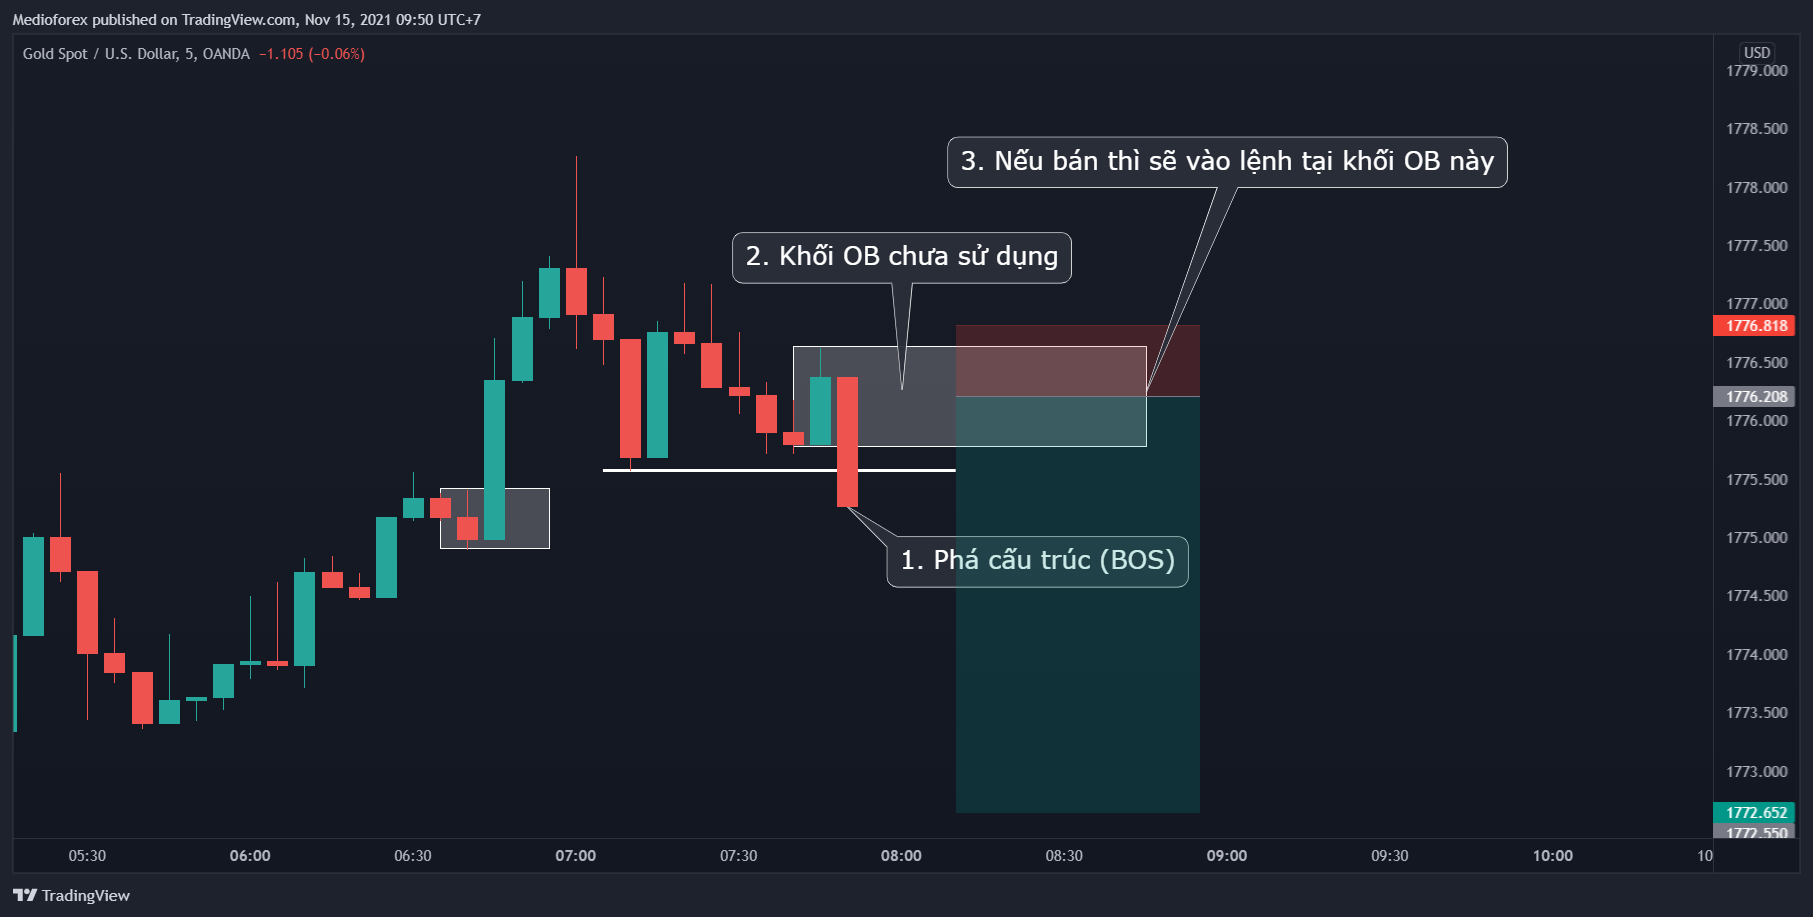 Medioforex published on TradingView.com, Nov 15, 2021 09:50 UTC+7
Gold Spot / U.S. Dollar, 5, OANDA −1.105 (−0.06%)
USD
1779.000
1778.500
3. Nếu bán thì sẽ vào lệnh tại khối OB này
1778.000
1777.500
2. Khối OB chưa sử dụng
1777.000
1776.818
1776.500
1776.208
1776.000
1775.500
1775.000
1. Phá cấu trúc (BOS)
1774.500
1774.000
1773.500
1773.000
1772.652
1772.550
05:30 06:00 06:30 07:00 07:30 08:00 08:30 09:00 09:30 10:00 10
TradingView